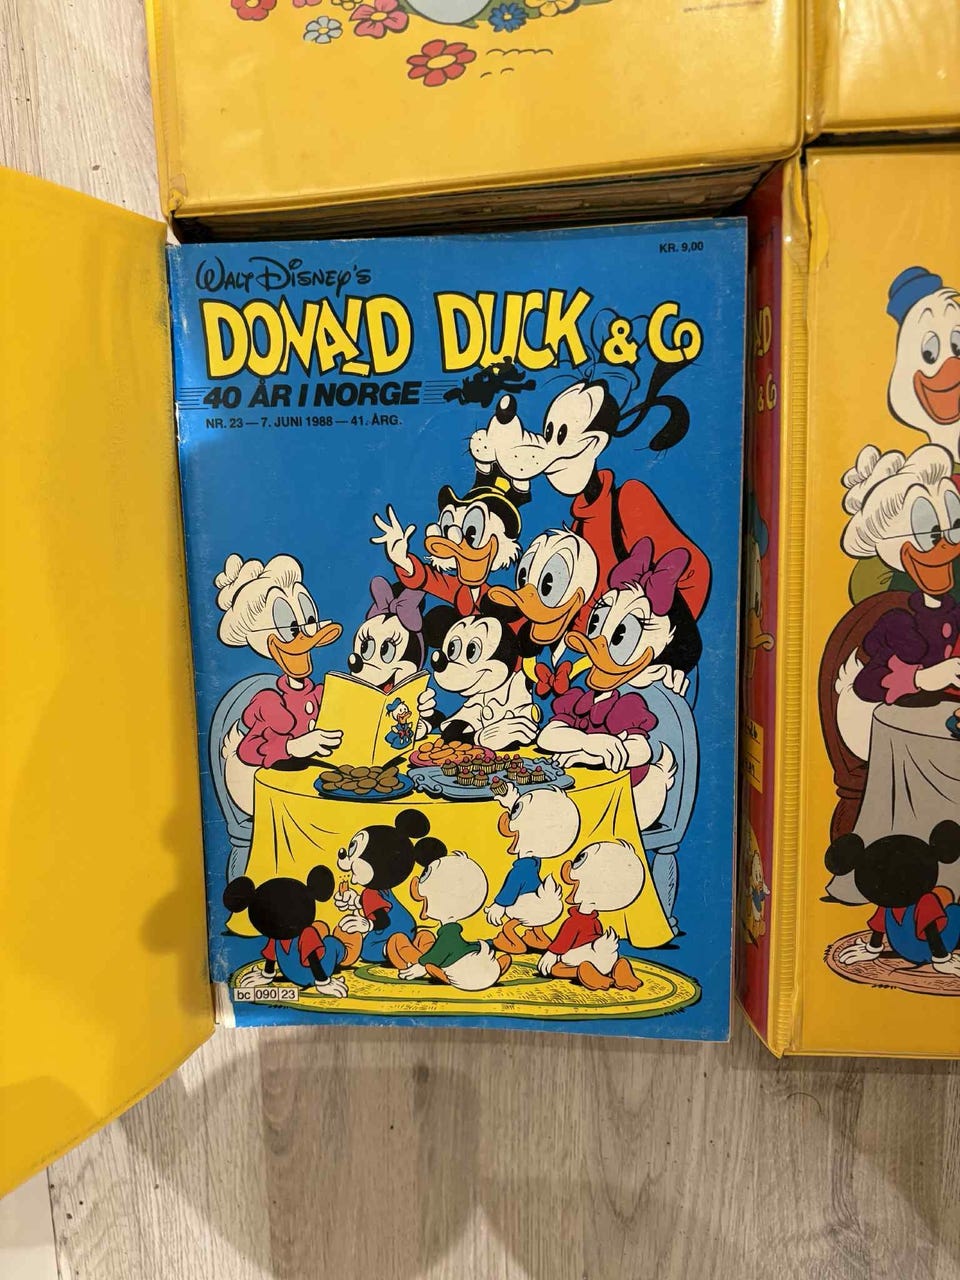 KR. 9,00
WALT DISNEY'S
DONALD DUCK & CO
40 ÅR I NORGE
NR. 23 — 7. JUNI 1988 — 41. ÅRG.
bc 090 23